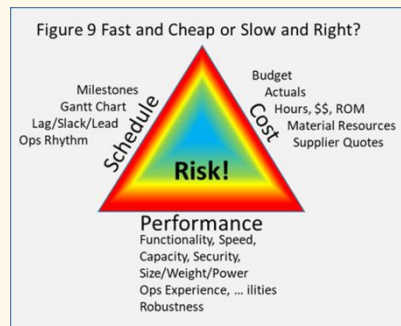 Figure 9 Fast and Cheap or Slow and Right?
Milestones
Gantt Chart
Lag/Slack/Lead
Ops Rhythm
Schedule
Budget
Actuals
Hours, $$, ROM
Material Resources
Supplier Quotes
Cost
Risk!
Performance
Functionality, Speed,
Capacity, Security,
Size/Weight/Power
Ops Experience, ... ilities
Robustness